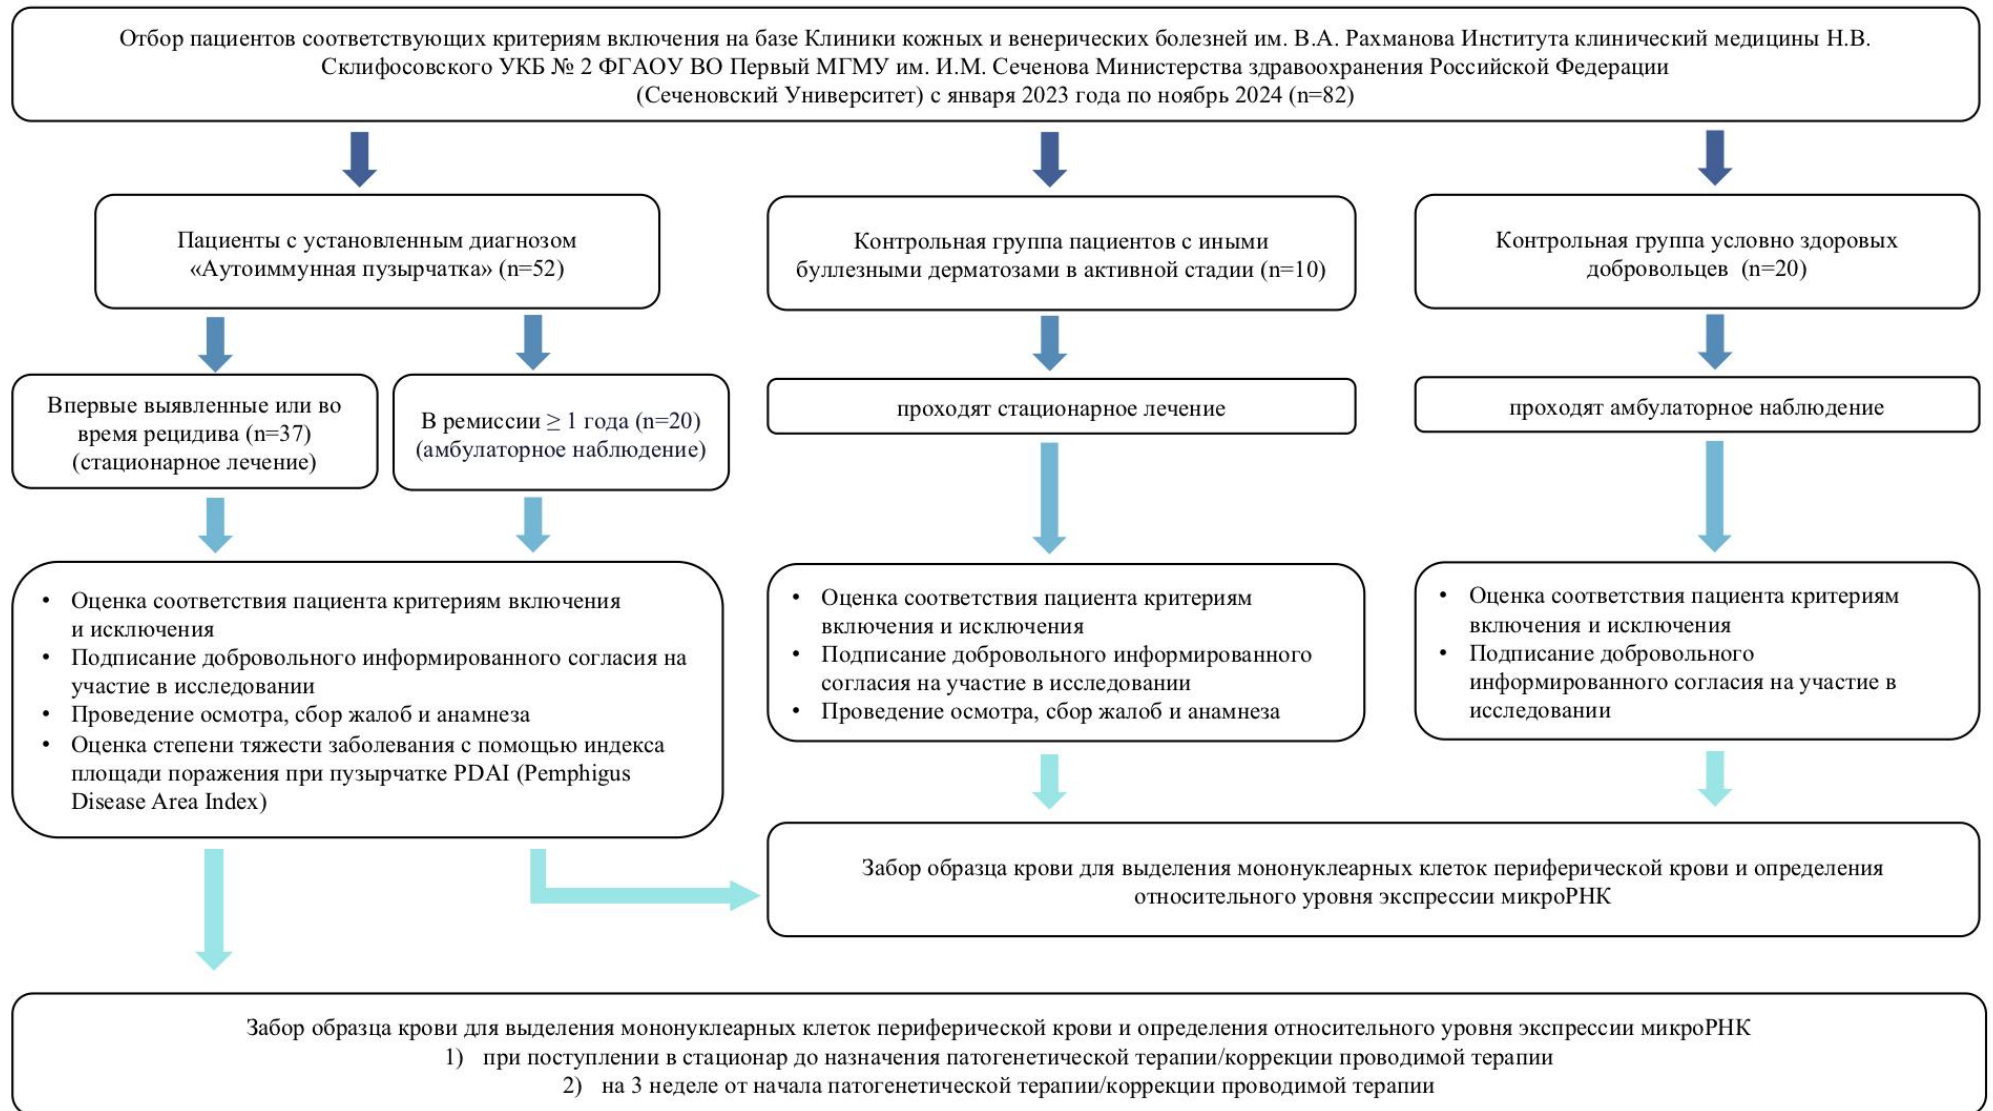 Отбор пациентов соответствующих критериям включения на базе Клиники кожных и венерических болезней им. В.А. Рахманова Института клинический медицины Н.В.
Склифосовского УКБ № 2 ФГАОУ ВО Первый МГМУ им. И.М. Сеченова Министерства здравоохранения Российской Федерации
(Сеченовский Университет) с января 2023 года по ноябрь 2024 (n=82)
Пациенты с установленным диагнозом
«Аутоиммунная пузырчатка» (n=52)
Контрольная группа пациентов с иными
буллезными дерматозами в активной стадии (n=10)
Контрольная группа условно здоровых
добровольцев (n=20)
Впервые выявленные или во
время рецидива (n=37)
(стационарное лечение)
В ремиссии ≥ 1 года (n=20)
(амбулаторное наблюдение)
проходят стационарное лечение
проходят амбулаторное наблюдение
• Оценка соответствия пациента критериям включения
и исключения
• Подписание добровольного информированного согласия на
участие в исследовании
• Проведение осмотра, сбор жалоб и анамнеза
• Оценка степени тяжести заболевания с помощью индекса
площади поражения при пузырчатке PDAI (Pemphigus
Disease Area Index)
• Оценка соответствия пациента критериям
включения и исключения
• Подписание добровольного информированного
согласия на участие в исследовании
• Проведение осмотра, сбор жалоб и анамнеза
• Оценка соответствия пациента критериям
включения и исключения
• Подписание добровольного
информированного согласия на участие в
исследовании
Забор образца крови для выделения мононуклеарных клеток периферической крови и определения
относительного уровня экспрессии микроРНК
Забор образца крови для выделения мононуклеарных клеток периферической крови и определения относительного уровня экспрессии микроРНК
1) при поступлении в стационар до назначения патогенетической терапии/коррекции проводимой терапии
2) на 3 неделе от начала патогенетической терапии/коррекции проводимой терапии